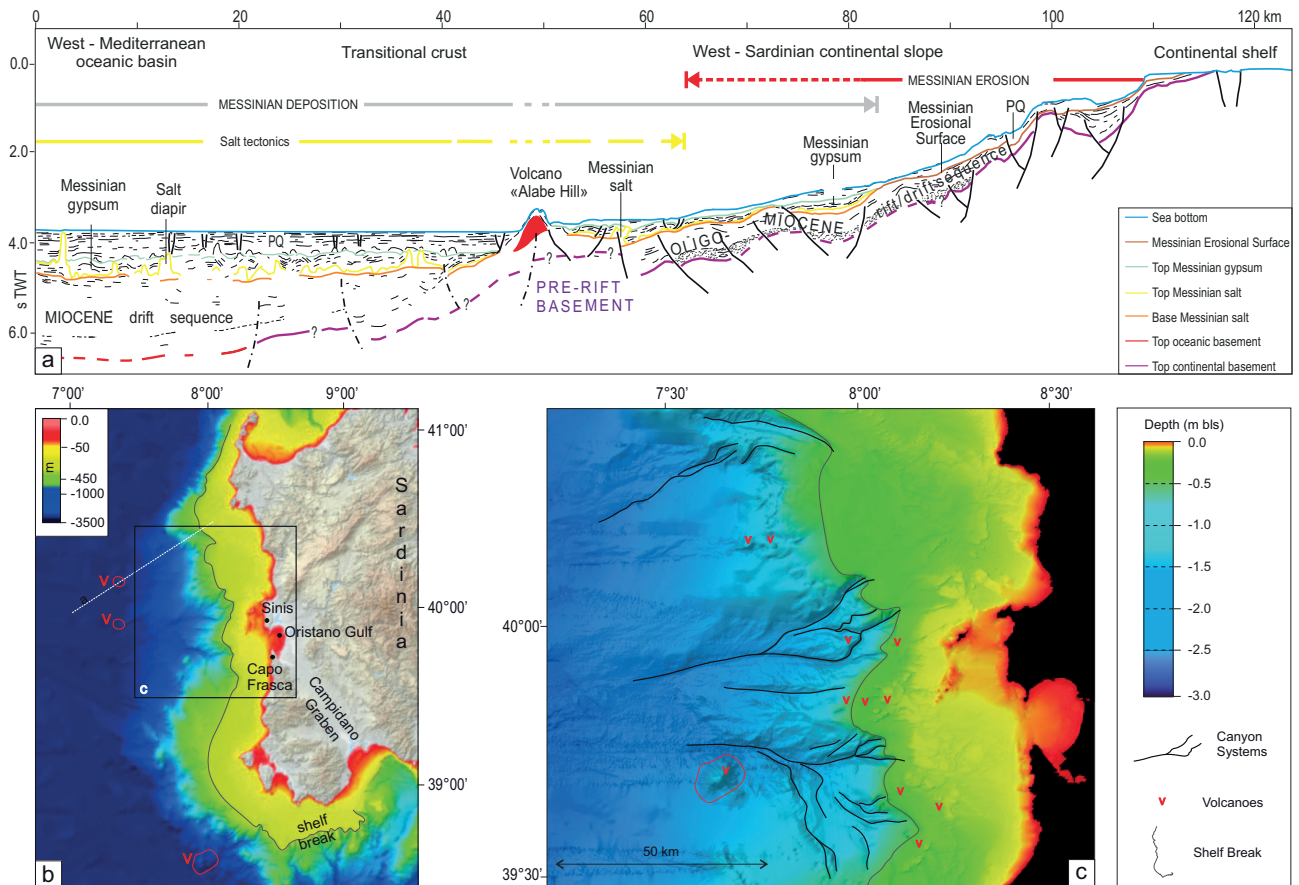 0 20 40 60 80 100 120 km
West - Mediterranean
oceanic basin
Transitional crust
West - Sardinian continental slope
Continental shelf
0.0
2.0
4.0
6.0
s TWT
MESSINIAN EROSION
MESSINIAN DEPOSITION
Salt tectonics
Messinian
gypsum
Salt
diapir
Volcano
«Alabe Hill»
Messinian
salt
Messinian
gypsum
Messinian
Erosional
Surface
PQ
PQ
OLIGO
MIOCENE
rift/drift sequence
PRE-RIFT
BASEMENT
MIOCENE drift sequence
?
?
?
?
?
a
Sea bottom
Messinian Erosional Surface
Top Messinian gypsum
Top Messinian salt
Base Messinian salt
Top oceanic basement
Top continental basement
7°00' 8°00' 9°00'
0.0
-50
-450
-1000
-3500
m
41°00'
40°00'
39°00'
Sardinia
V
V
V
a
Sinis
Oristano Gulf
Capo
Frasca
Campidano
Graben
shelf
break
c
b
7°30' 8°00' 8°30'
40°00'
39°30'
V
V
V
V
V
V
V
V
V
V
V
50 km
c
Depth (m bls)
0.0
-0.5
-1.0
-1.5
-2.0
-2.5
-3.0
Canyon
Systems
V
Volcanoes
Shelf Break